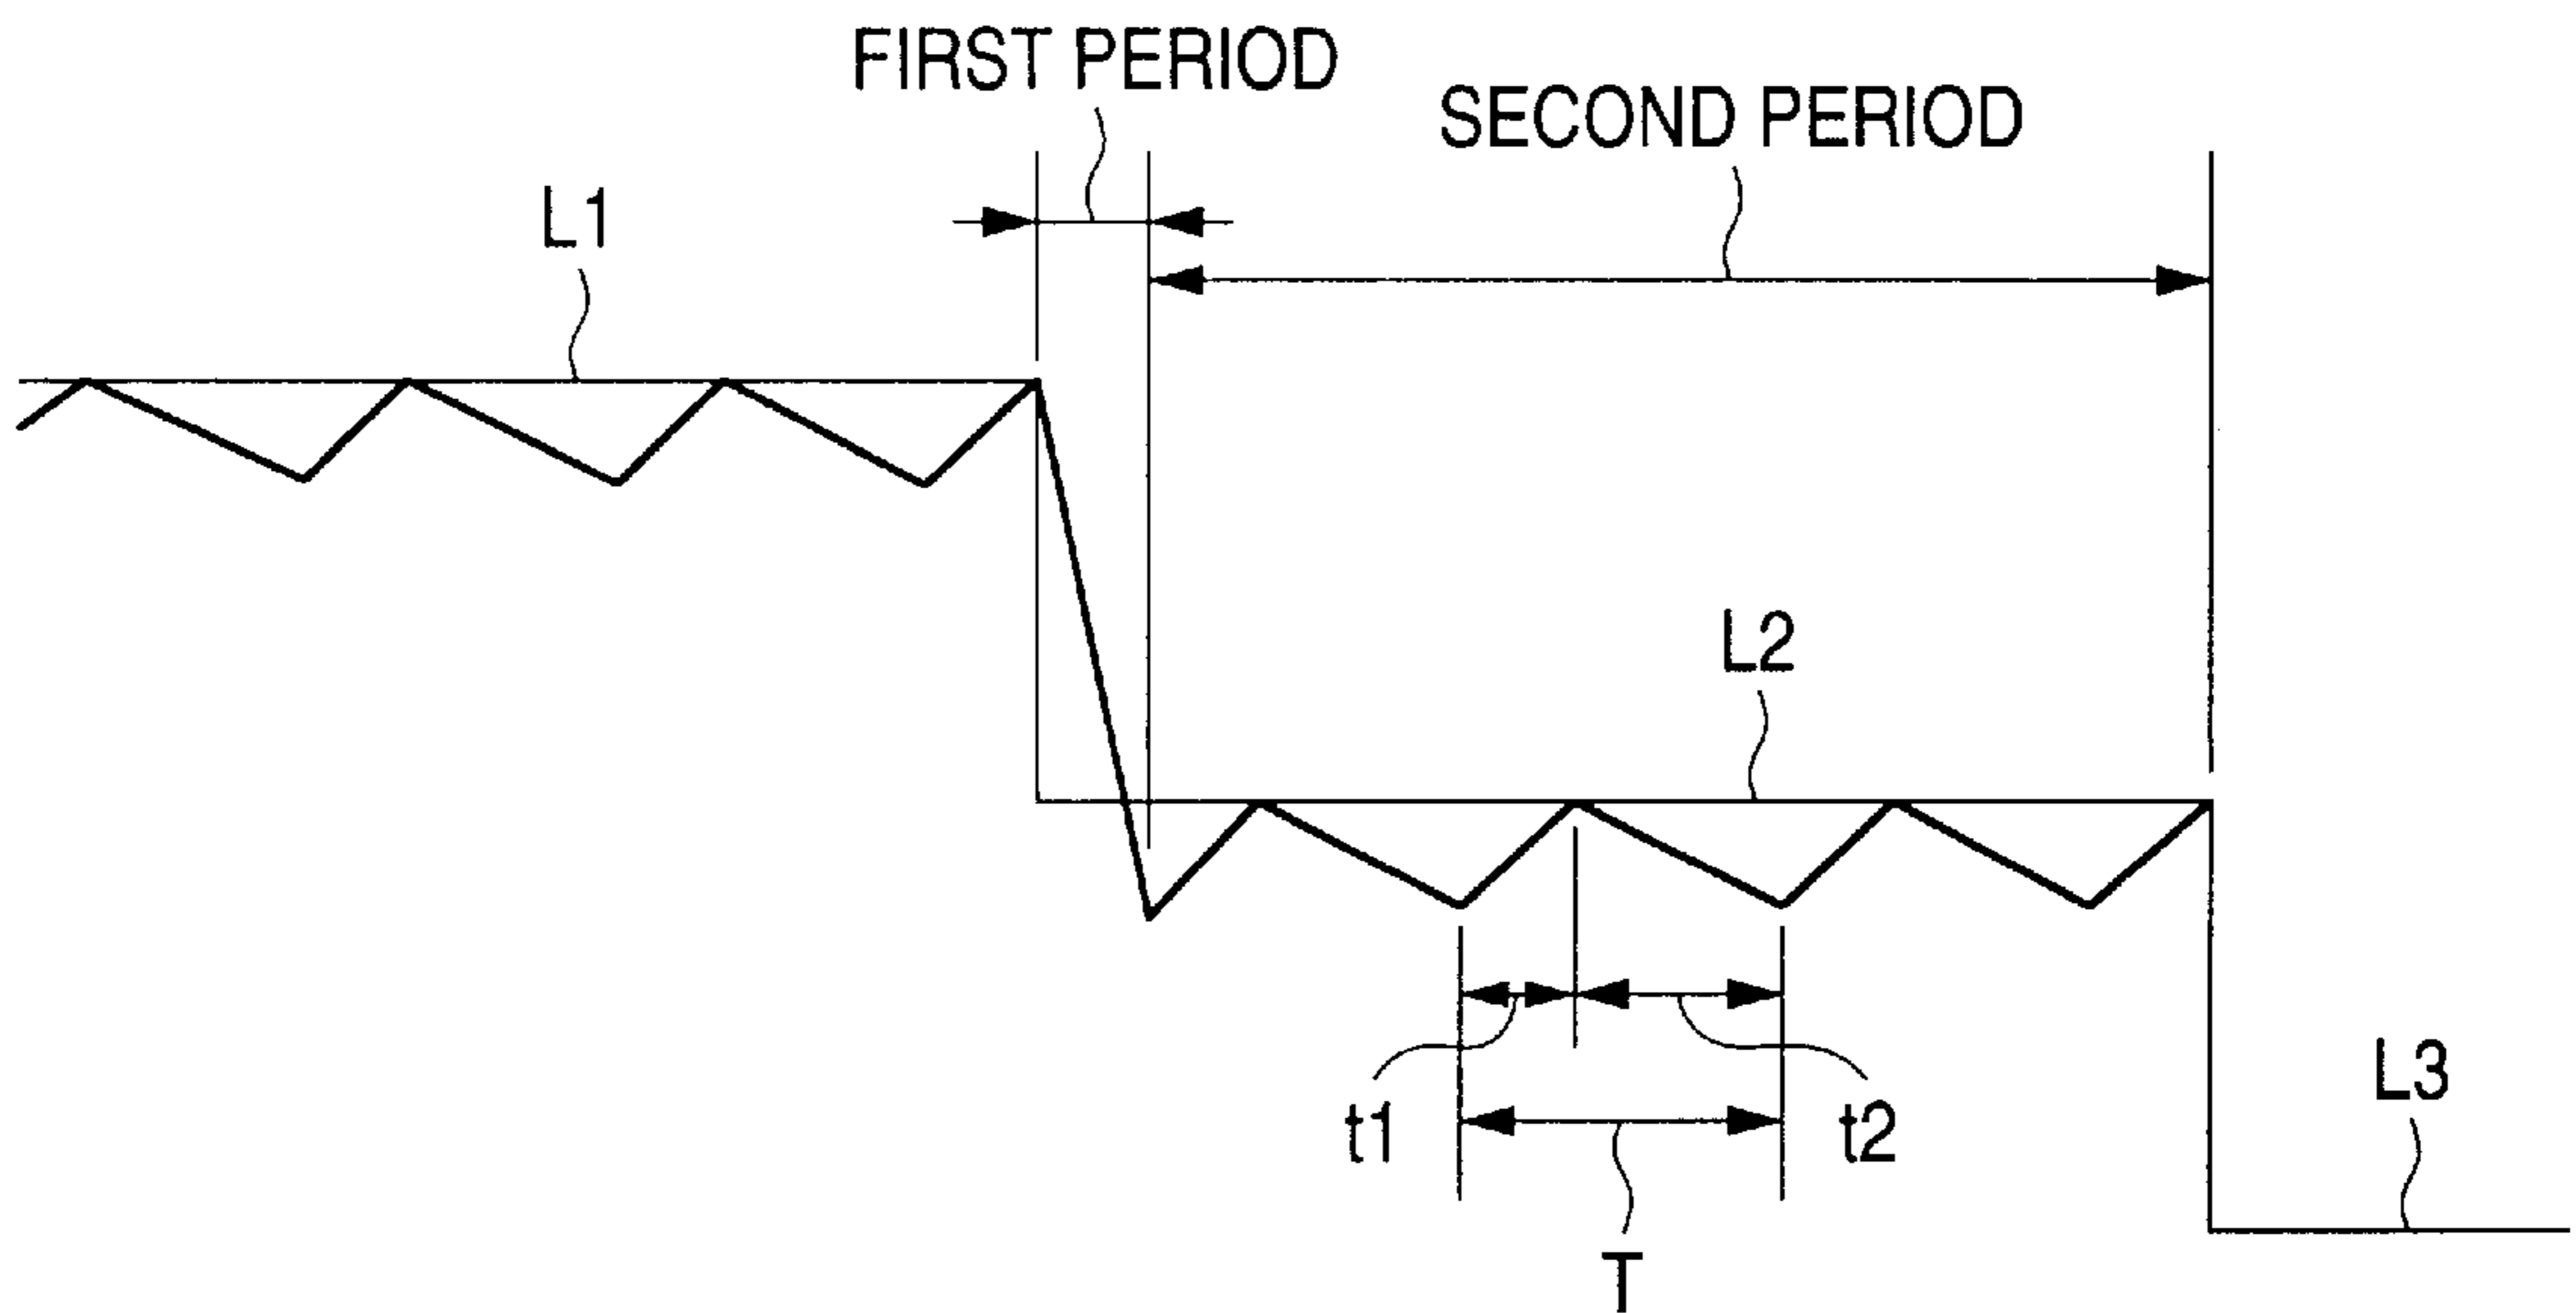 FIRST PERIOD
SECOND PERIOD
L1
L2
t1
t2
L3
T